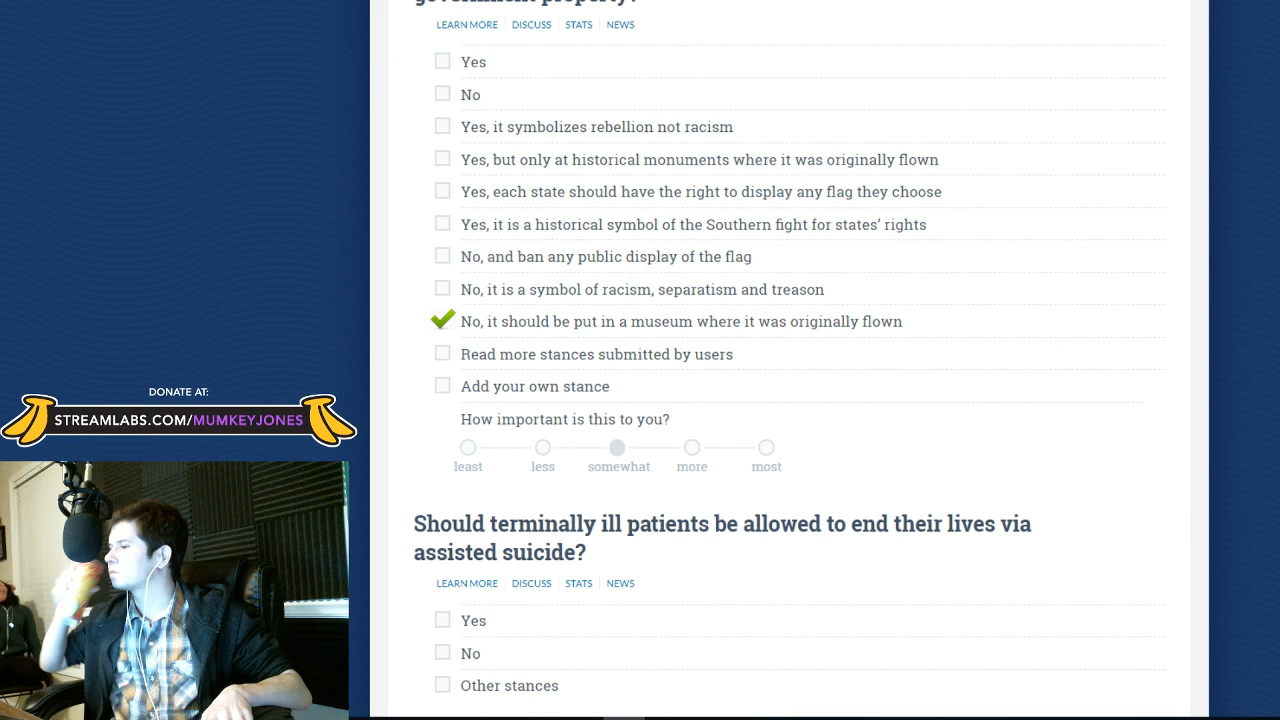 government property?
LEARN MORE DISCUSS STATS NEWS
Yes
No
Yes, it symbolizes rebellion not racism
Yes, but only at historical monuments where it was originally flown
Yes, each state should have the right to display any flag they choose
Yes, it is a historical symbol of the Southern fight for states’ rights
No, and ban any public display of the flag
No, it is a symbol of racism, separatism and treason
No, it should be put in a museum where it was originally flown
Read more stances submitted by users
Add your own stance
How important is this to you?
least less somewhat more most
Should terminally ill patients be allowed to end their lives via
assisted suicide?
LEARN MORE DISCUSS STATS NEWS
Yes
No
Other stances
DONATE AT:
STREAMLABS.COM/MUMKEYJONES